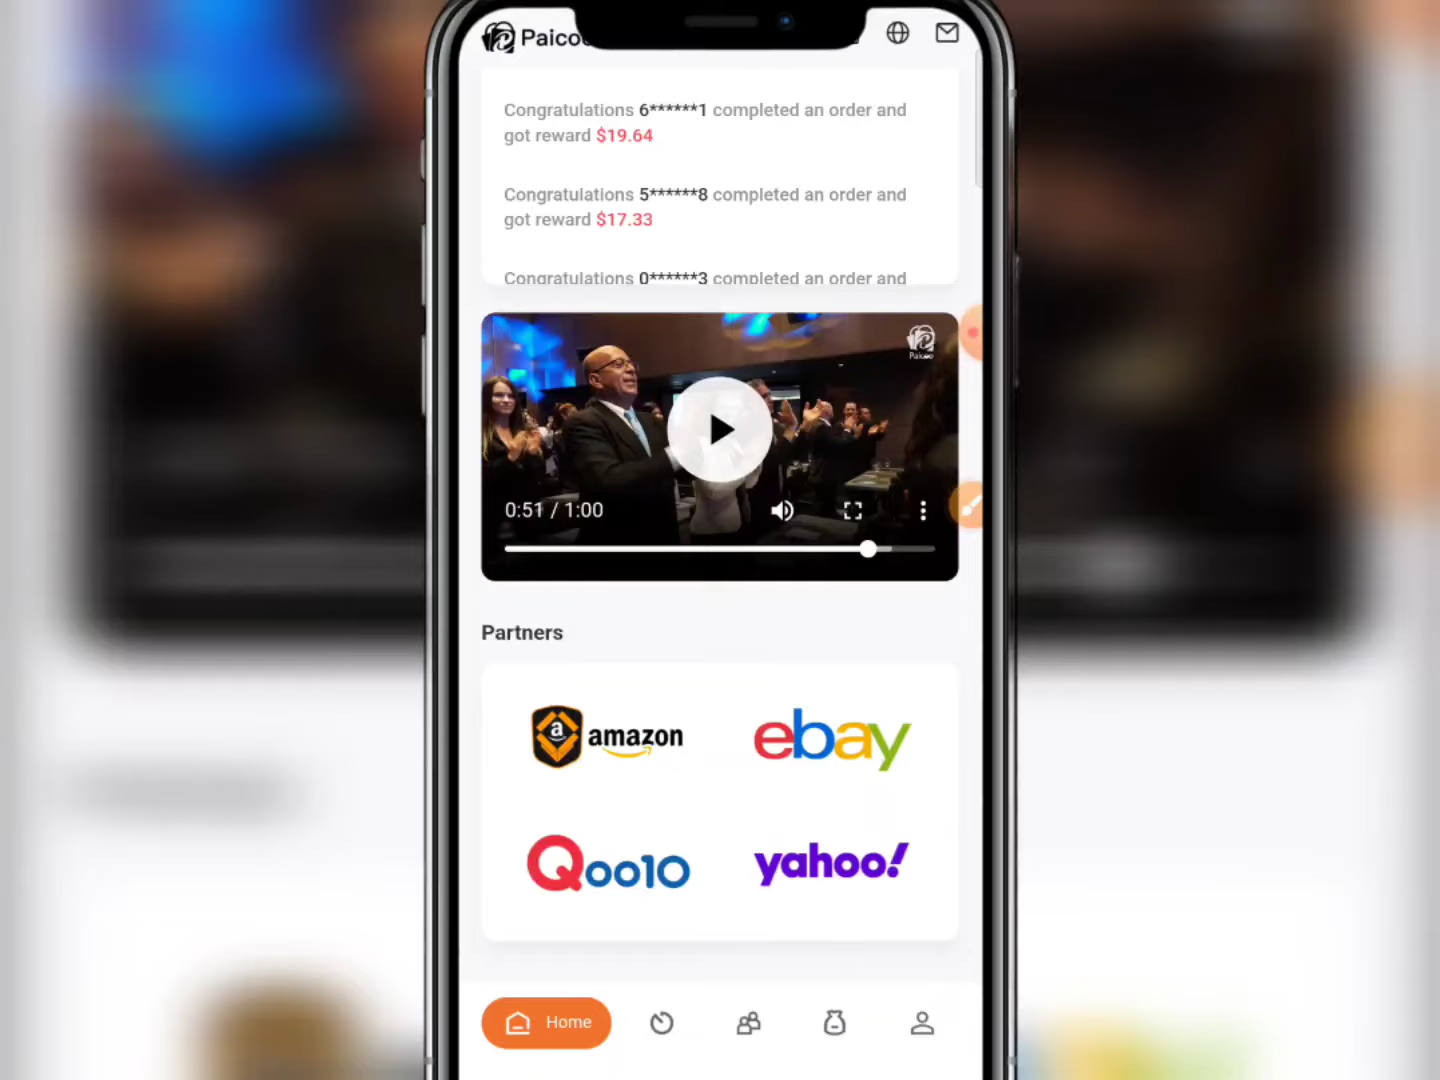 Paico
Congratulations 6******1 completed an order and
got reward $19.64
Congratulations 5******8 completed an order and
got reward $17.33
Congratulations 0******3 completed an order and
Paicoo
0:51 / 1:00
Partners
a amazon
ebay
Qoo10
yahoo!
Home